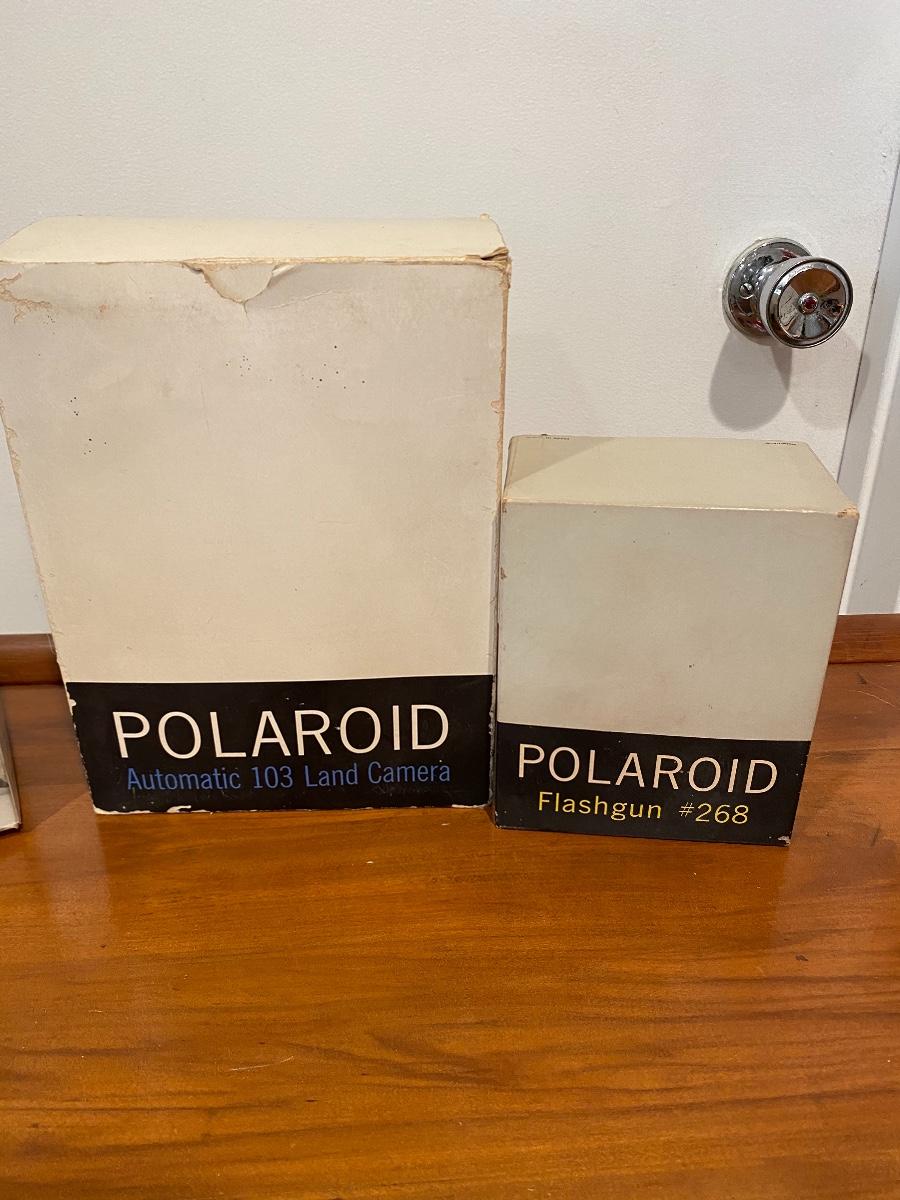 POLAROID
Automatic 103 Land Camera
POLAROID
Flashgun #268